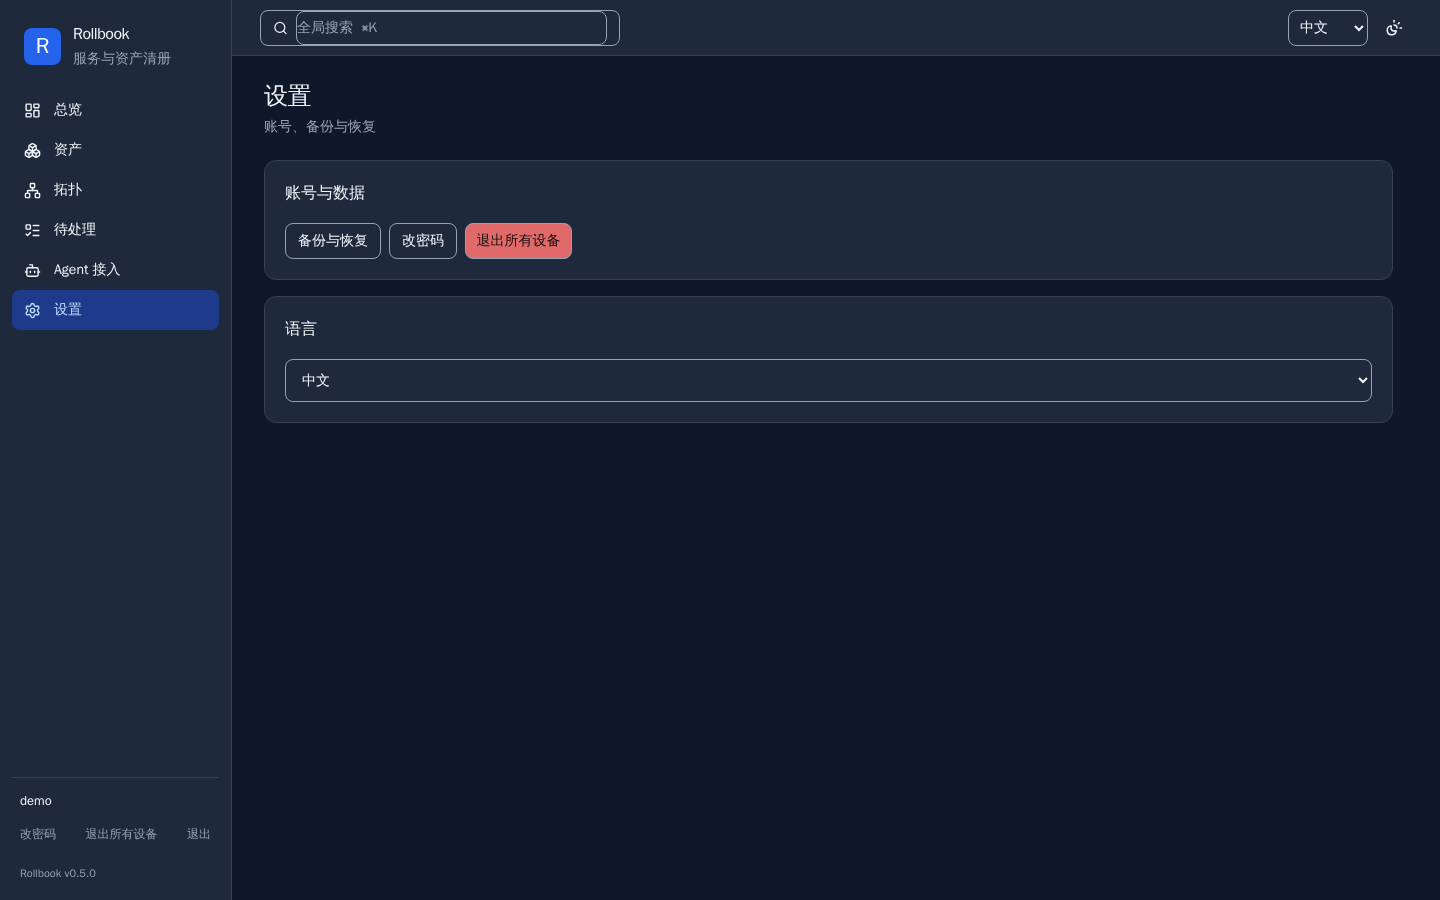 R
Rollbook
服务与资产清册
总览
资产
拓扑
待处理
Agent 接入
设置
demo
改密码 退出所有设备 退出
Rollbook v0.5.0
全局搜索 ⌘K
中文
设置
账号、备份与恢复
账号与数据
备份与恢复 改密码 退出所有设备
语言
中文